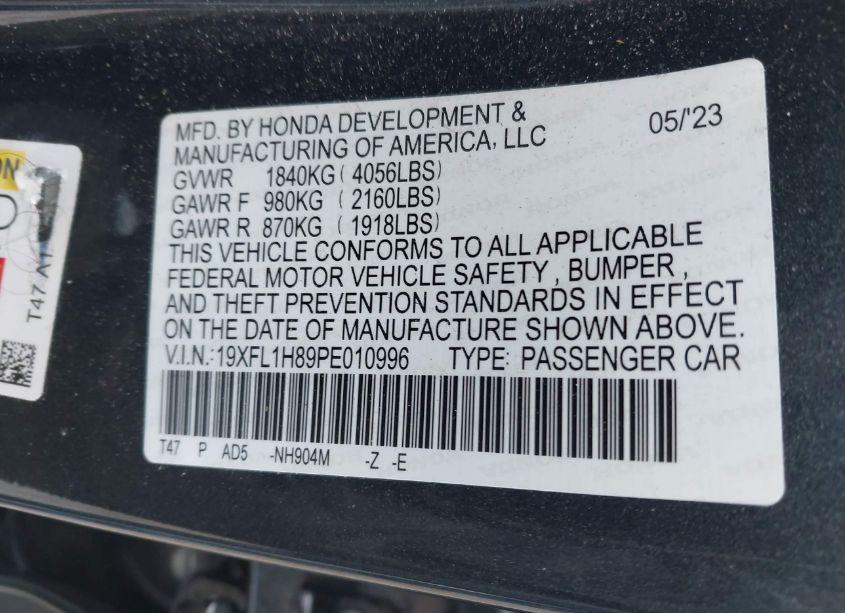 MFD. BY HONDA DEVELOPMENT &
MANUFACTURING OF AMERICA, LLC 05/'23
GVWR 1840KG ( 4056LBS)
GAWR F 980KG ( 2160LBS)
GAWR R 870KG ( 1918LBS)
THIS VEHICLE CONFORMS TO ALL APPLICABLE
FEDERAL MOTOR VEHICLE SAFETY , BUMPER ,
AND THEFT PREVENTION STANDARDS IN EFFECT
ON THE DATE OF MANUFACTURE SHOWN ABOVE.
V.I.N.:19XFL1H89PE010996 TYPE: PASSENGER CAR
T47 P AD5 -NH904M -Z -E
T47 A1